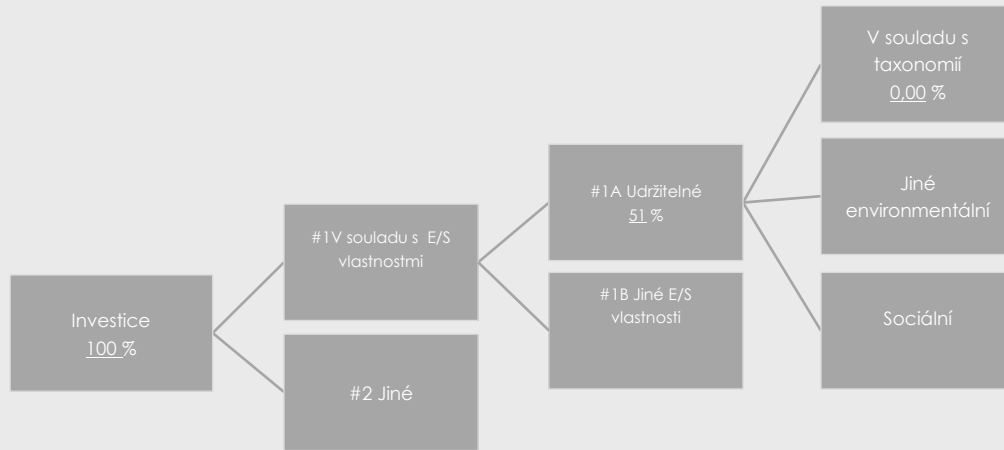 V souladu s
taxonomií
0,00 %
#1A Udržitelné
51 %
Jiné
environmentální
#1V souladu s E/S
vlastnostmi
#1B Jiné E/S
vlastnosti
Sociální
Investice
100 %
#2 Jiné